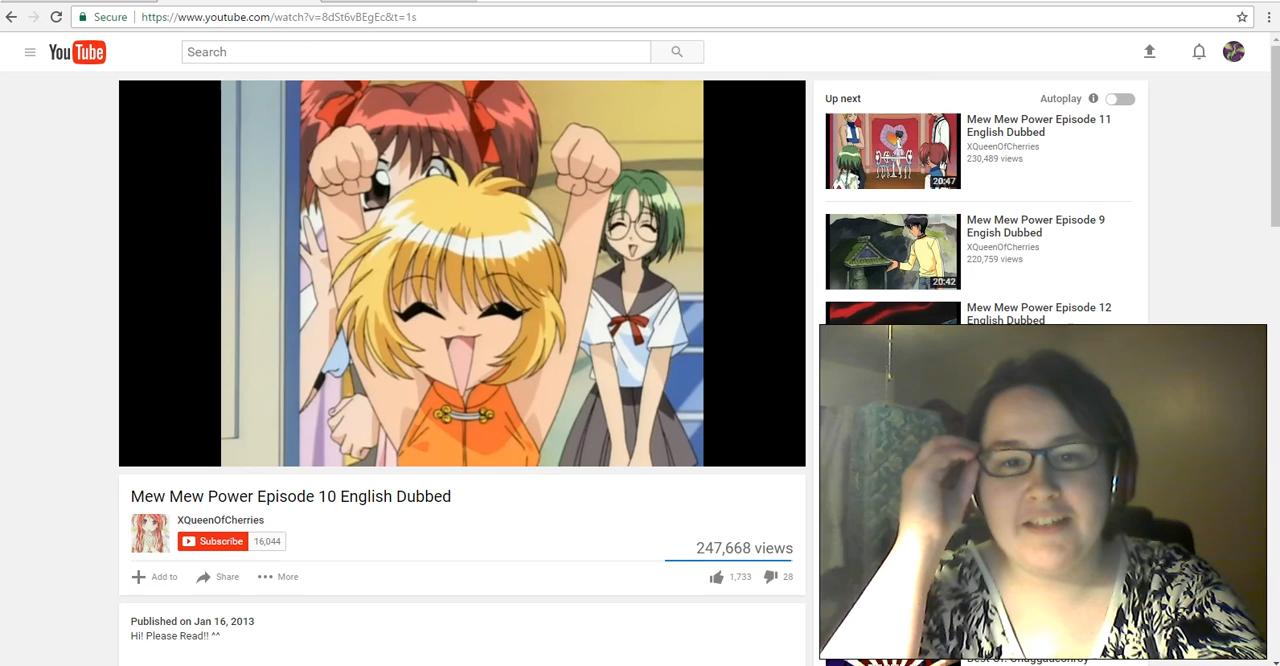 Secure
https://www.youtube.com/watch?v=8dSt6vBEgEc&t=1s
YouTube
Search
Up next
Autoplay
Mew Mew Power Episode 11
English Dubbed
XQueenOfCherries
230,489 views
20:47
Mew Mew Power Episode 9
Engish Dubbed
XQueenOfCherries
220,759 views
20:42
Mew Mew Power Episode 12
English Dubbed
Mew Mew Power Episode 10 English Dubbed
XQueenOfCherries
Subscribe
16,044
247,668 views
Add to
Share
More
1,733
28
Published on Jan 16, 2013
Hi! Please Read!! ^^